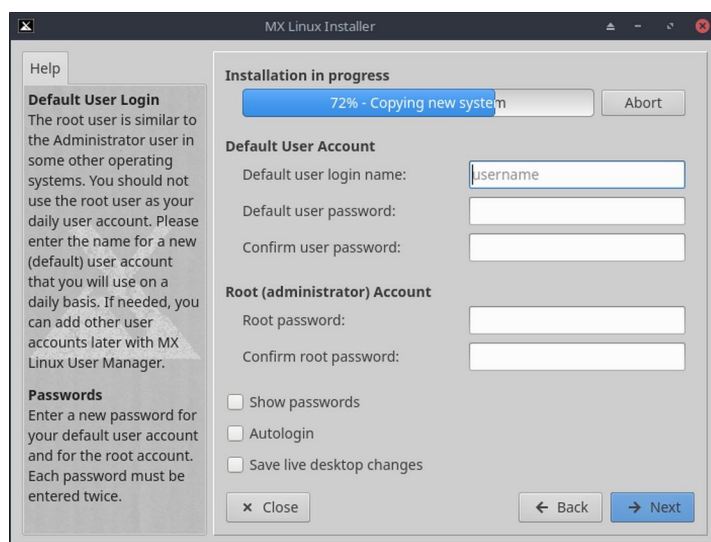 MX Linux Installer
Help
Default User Login
The root user is similar to
the Administrator user in
some other operating
systems. You should not
use the root user as your
daily user account. Please
enter the name for a new
(default) user account
that you will use on a
daily basis. If needed, you
can add other user
accounts later with MX
Linux User Manager.
Passwords
Enter a new password for
your default user account
and for the root account.
Each password must be
entered twice.
Installation in progress
72% - Copying new system
Abort
Default User Account
Default user login name:
username
Default user password:
Confirm user password:
Root (administrator) Account
Root password:
Confirm root password:
Show passwords
Autologin
Save live desktop changes
Close
Back
Next